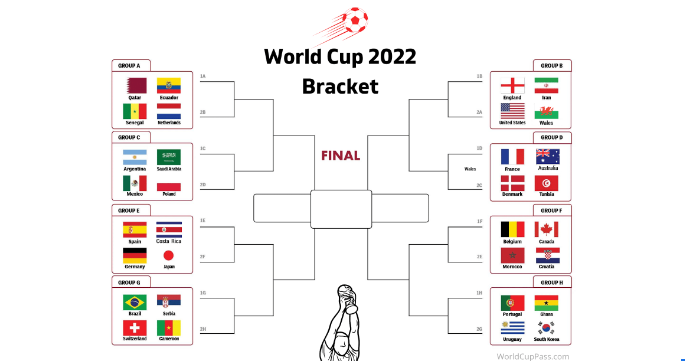 World Cup 2022
Bracket
FINAL
GROUP A
Qatar
Ecuador
Senegal
Netherlands
GROUP C
Argentina
Saudi Arabia
Mexico
Poland
GROUP E
Spain
Costa Rica
Germany
Japan
GROUP G
Brazil
Serbia
Switzerland
Cameroon
1A
2B
1C
2D
1E
2F
1G
2H
1B
2A
1D
Wales
2C
1F
2E
1H
2G
GROUP B
England
Iran
United States
Wales
GROUP D
France
Australia
Denmark
Tunisia
GROUP F
Belgium
Canada
Morocco
Croatia
GROUP H
Portugal
Ghana
Uruguay
South Korea
WorldCupPass.com